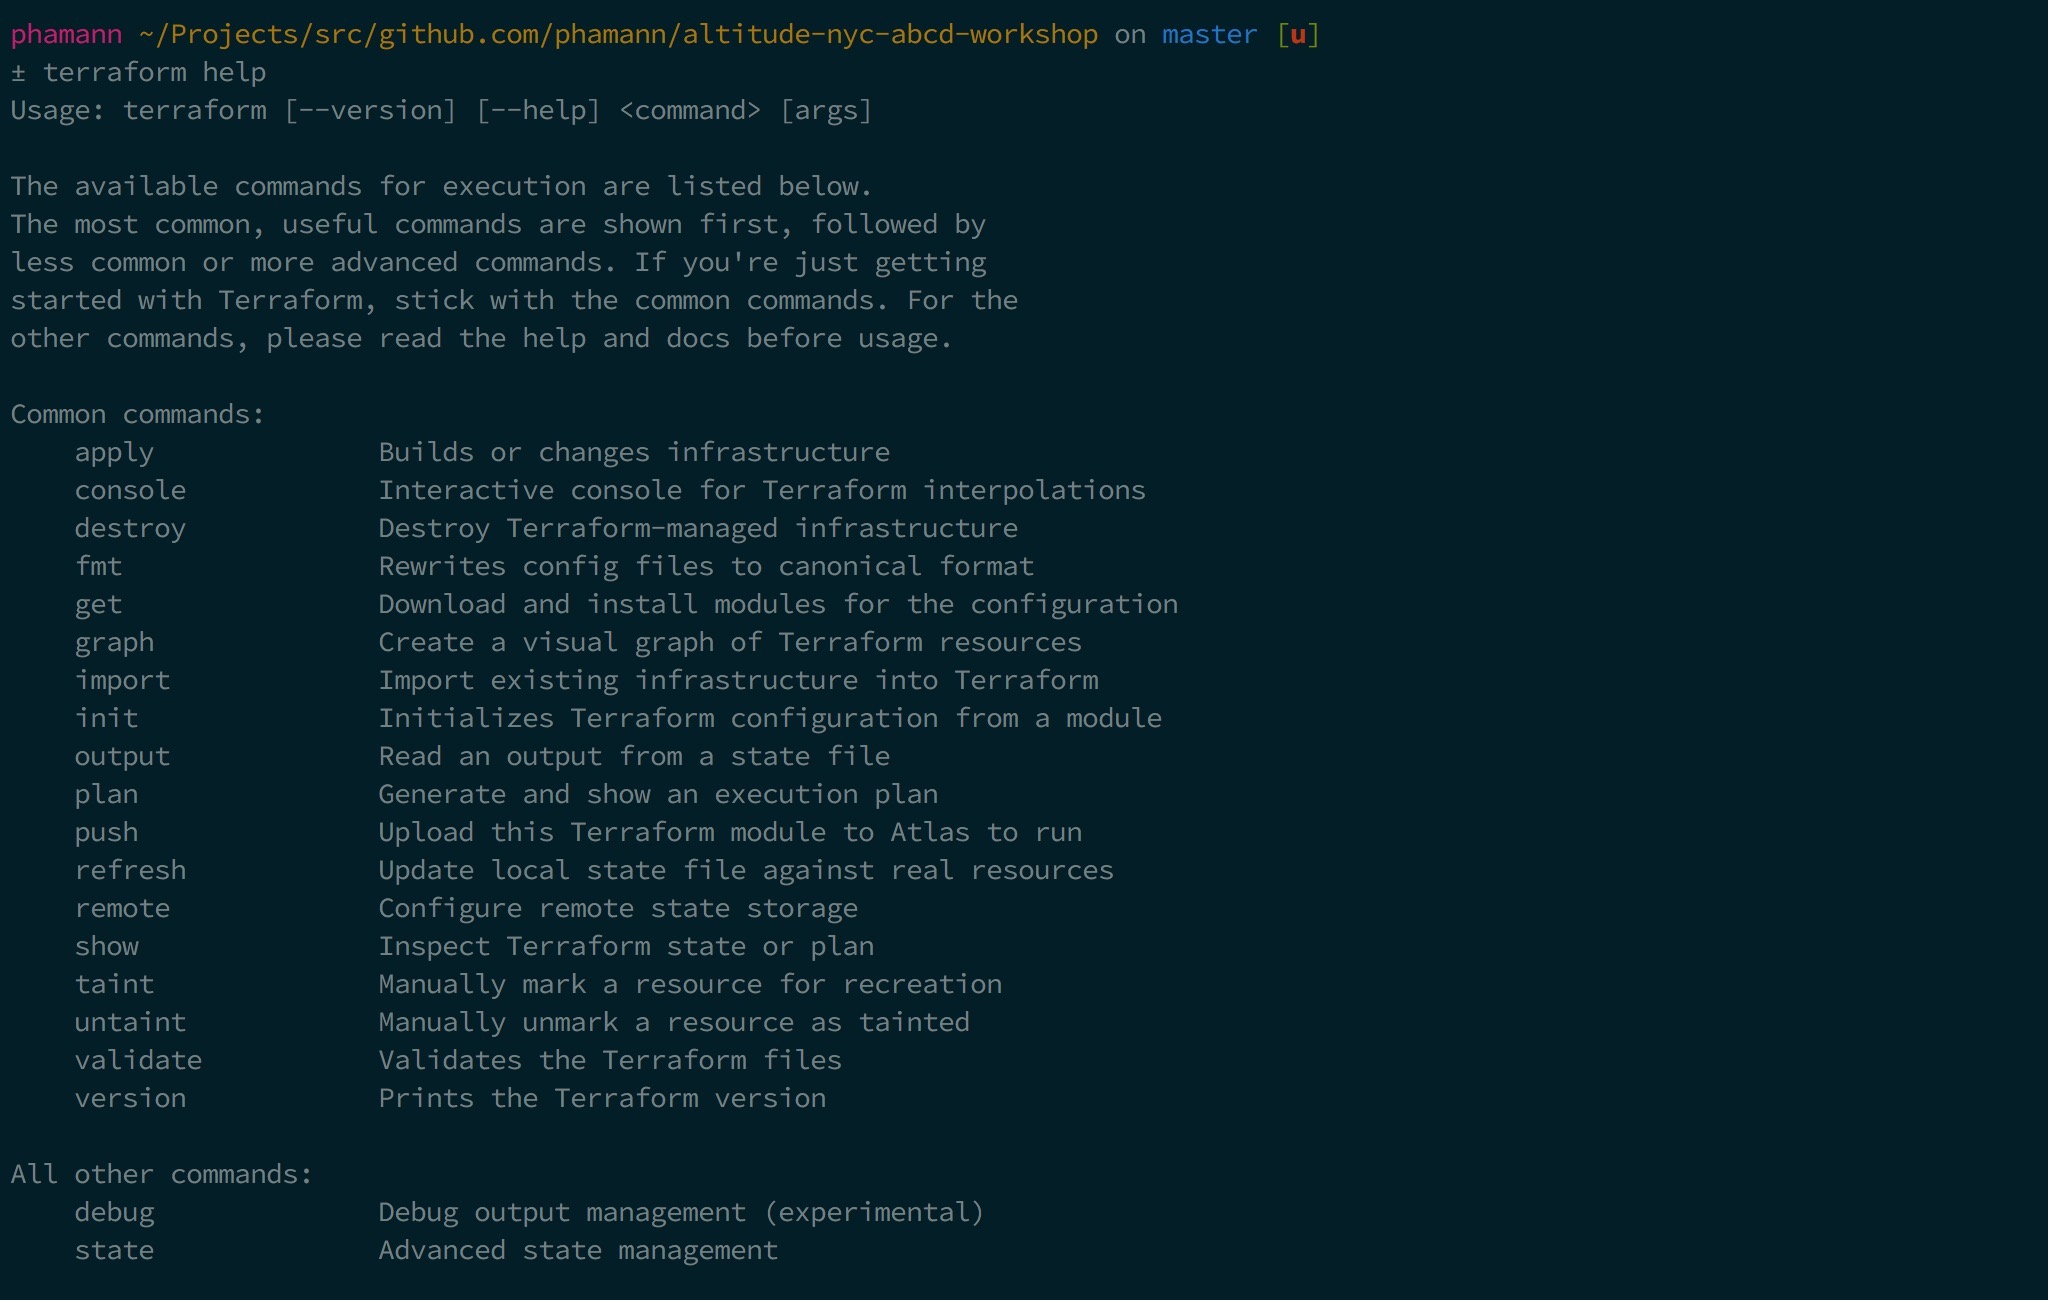 phamann ~/Projects/src/github.com/phamann/altitude-nyc-abcd-workshop on master [u]
± terraform help
Usage: terraform [--version] [--help] <command> [args]

The available commands for execution are listed below.
The most common, useful commands are shown first, followed by
less common or more advanced commands. If you're just getting
started with Terraform, stick with the common commands. For the
other commands, please read the help and docs before usage.

Common commands:
    apply              Builds or changes infrastructure
    console            Interactive console for Terraform interpolations
    destroy            Destroy Terraform-managed infrastructure
    fmt                Rewrites config files to canonical format
    get                Download and install modules for the configuration
    graph              Create a visual graph of Terraform resources
    import             Import existing infrastructure into Terraform
    init               Initializes Terraform configuration from a module
    output             Read an output from a state file
    plan               Generate and show an execution plan
    push               Upload this Terraform module to Atlas to run
    refresh            Update local state file against real resources
    remote             Configure remote state storage
    show               Inspect Terraform state or plan
    taint              Manually mark a resource for recreation
    untaint            Manually unmark a resource as tainted
    validate           Validates the Terraform files
    version            Prints the Terraform version

All other commands:
    debug              Debug output management (experimental)
    state              Advanced state management